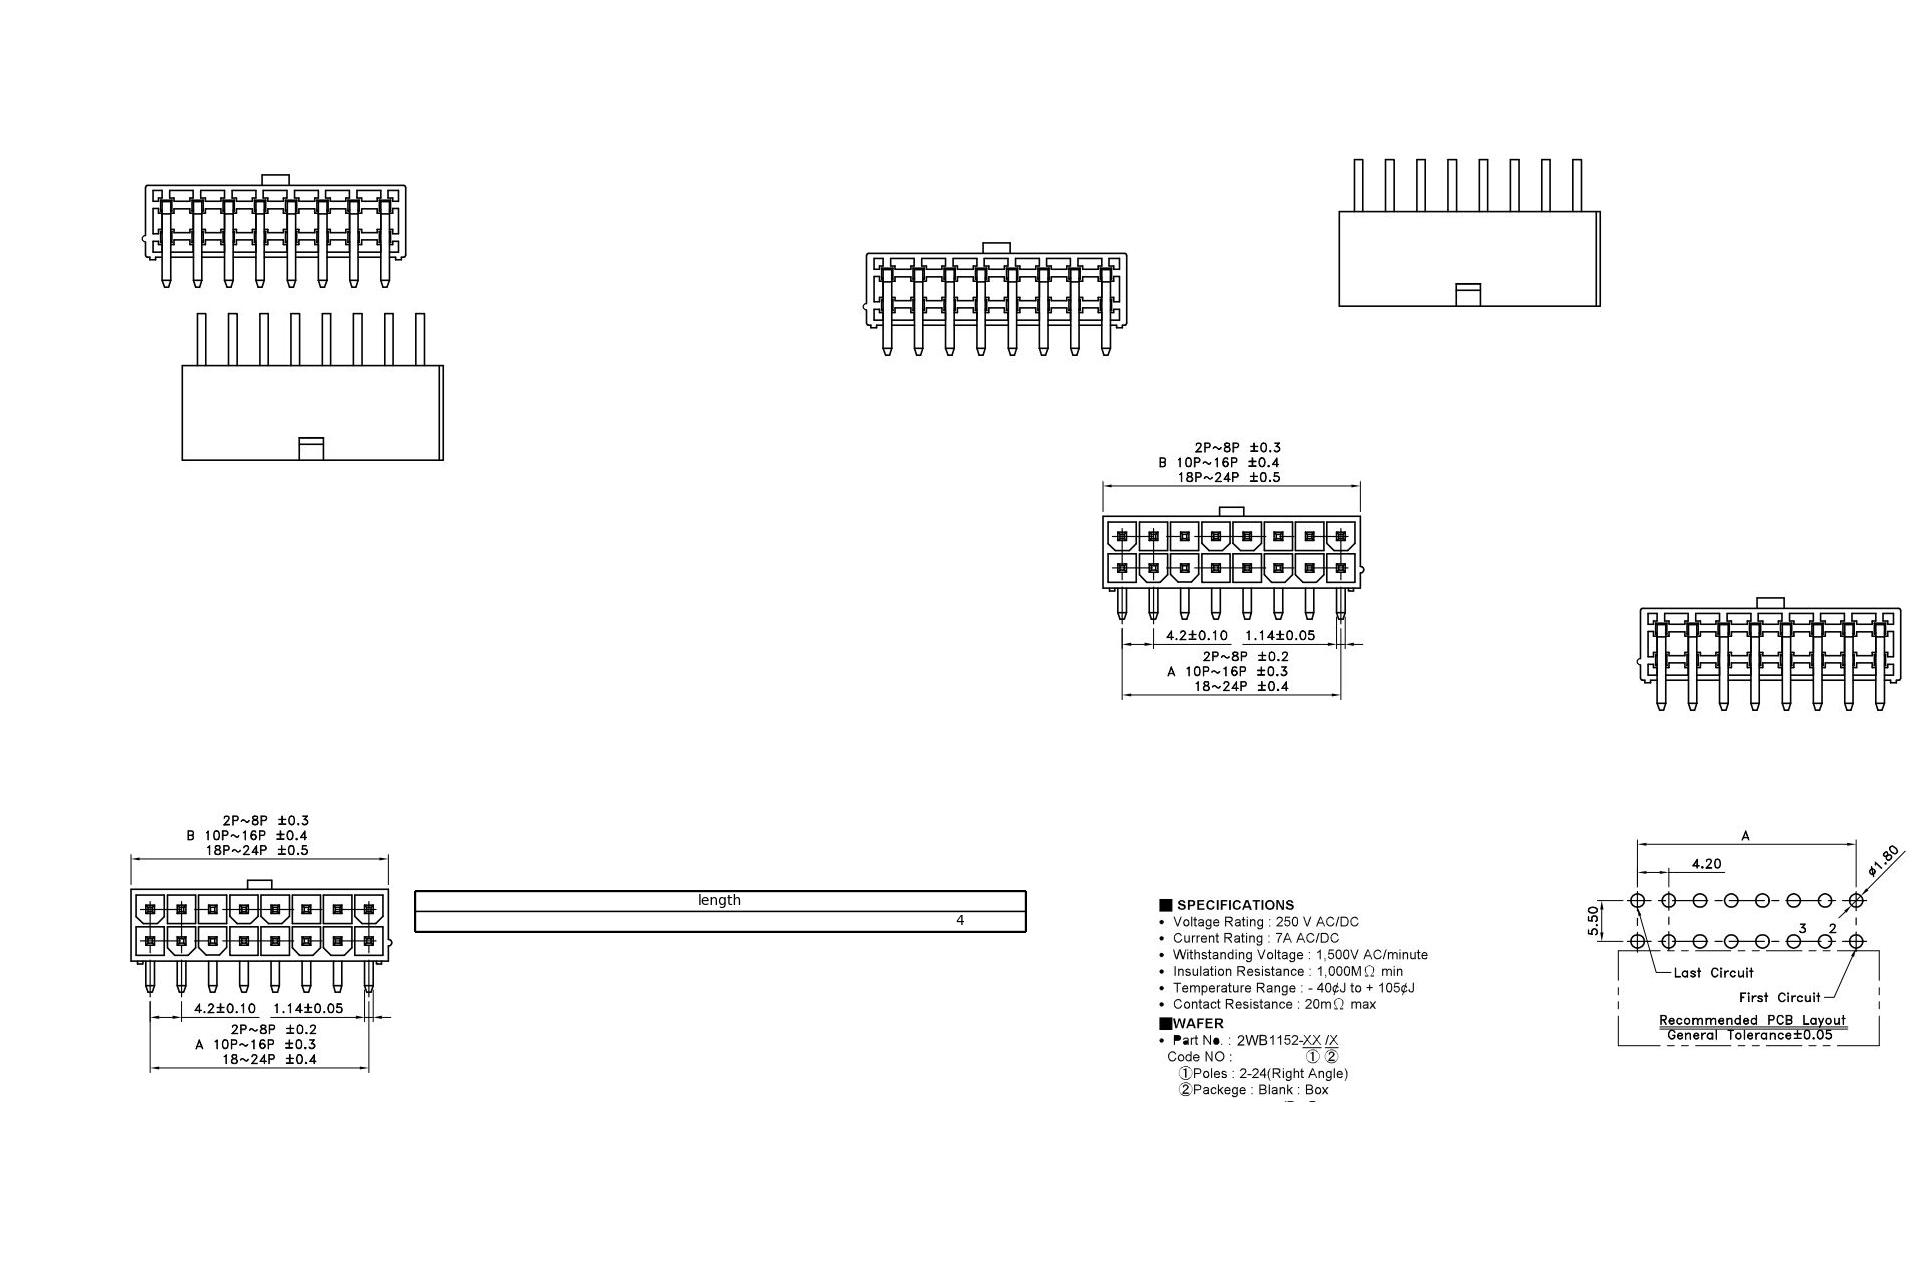 2P~8P ±0.3
B 10P~16P ±0.4
18P~24P ±0.5
4.2±0.10 1.14±0.05
2P~8P ±0.2
A 10P~16P ±0.3
18~24P ±0.4
2P~8P ±0.3
B 10P~16P ±0.4
18P~24P ±0.5
4.2±0.10 1.14±0.05
2P~8P ±0.2
A 10P~16P ±0.3
18~24P ±0.4
length
4
■ SPECIFICATIONS
• Voltage Rating : 250 V AC/DC
• Current Rating : 7A AC/DC
• Withstanding Voltage : 1,500V AC/minute
• Insulation Resistance : 1,000MΩ min
• Temperature Range : - 40¢J to + 105¢J
• Contact Resistance : 20mΩ max
■WAFER
• Part No. : 2WB1152-XX /X
Code NO : ① ②
①Poles : 2-24(Right Angle)
②Packege : Blank : Box
A
4.20
ø1.80
5.50
3 2
Last Circuit
First Circuit
Recommended PCB Layout
General Tolerance±0.05